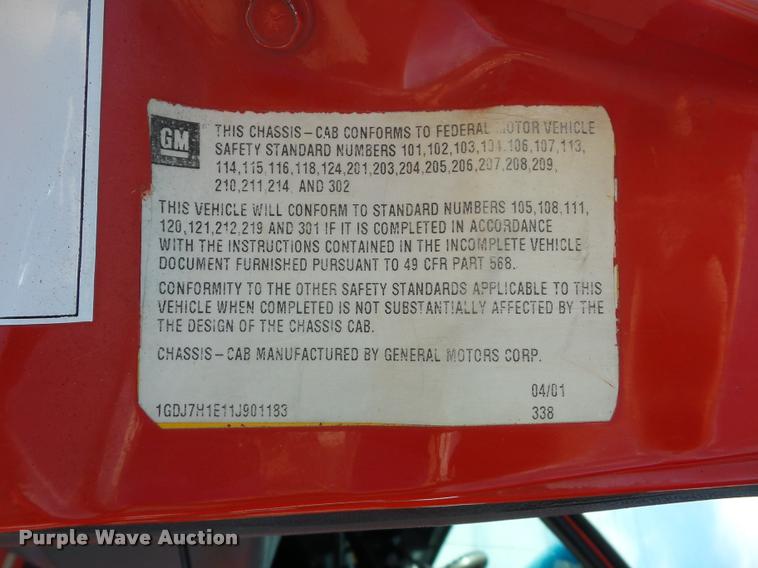 GM
THIS CHASSIS-CAB CONFORMS TO FEDERAL MOTOR VEHICLE
SAFETY STANDARD NUMBERS 101,102,103,104,106,107,113,
114,115,116,118,124,201,203,204,205,206,207,208,209,
210,211,214, AND 302
THIS VEHICLE WILL CONFORM TO STANDARD NUMBERS 105,108,111,
120,121,212,219 AND 301 IF IT IS COMPLETED IN ACCORDANCE
WITH THE INSTRUCTIONS CONTAINED IN THE INCOMPLETE VEHICLE
DOCUMENT FURNISHED PURSUANT TO 49 CFR PART 568.
CONFORMITY TO THE OTHER SAFETY STANDARDS APPLICABLE TO THIS
VEHICLE WHEN COMPLETED IS NOT SUBSTANTIALLY AFFECTED BY THE
THE DESIGN OF THE CHASSIS CAB.
CHASSIS-CAB MANUFACTURED BY GENERAL MOTORS CORP.
04/01
1GDJ7H1E11J901183 338
Purple Wave Auction